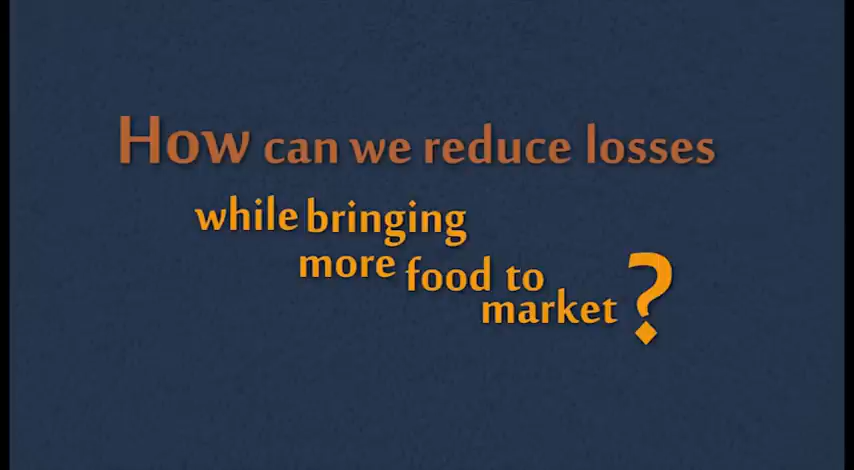 How can we reduce losses
while bringing
more food to
market ?